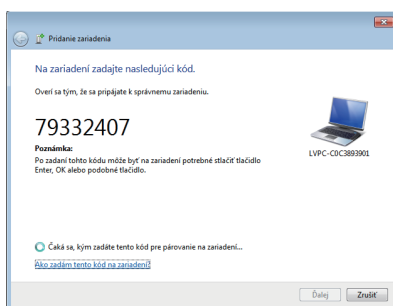 Pridanie zariadenia
Na zariadení zadajte nasledujúci kód.
Overí sa tým, že sa pripájate k správnemu zariadeniu.
79332407
Poznámka:
Po zadaní tohto kódu môže byť na zariadení potrebné stlačiť tlačidlo
Enter, OK alebo podobné tlačidlo.
LVPC-C0C3893901
Čaká sa, kým zadáte tento kód pre párovanie na zariadení...
Ako zadám tento kód na zariadení?
Ďalej
Zrušiť